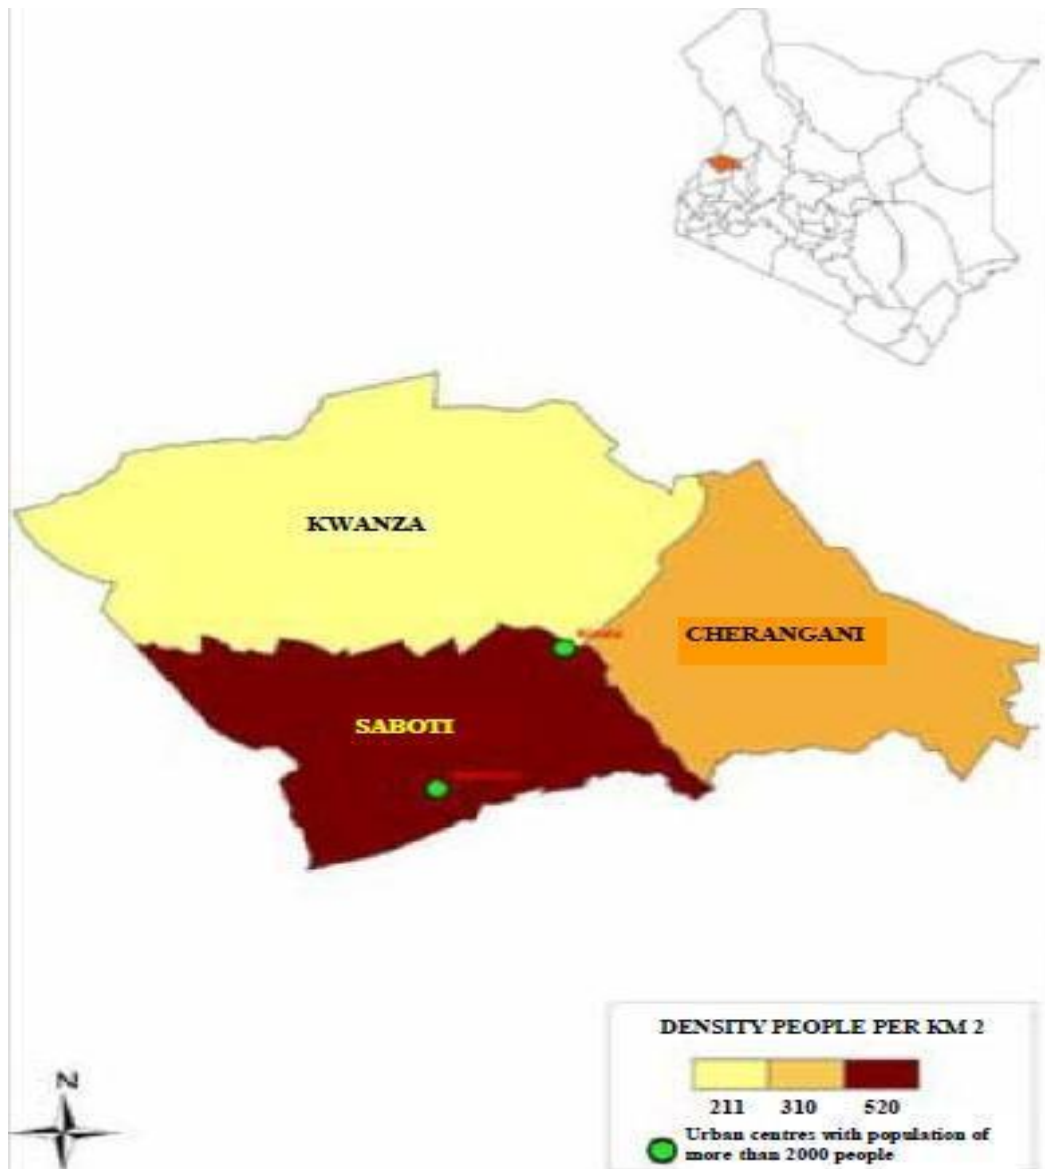 KWANZA
CHERANGANI
SABOTI
DENSITY PEOPLE PER KM 2
211 310 520
Urban centres with population of
more than 2000 people
N